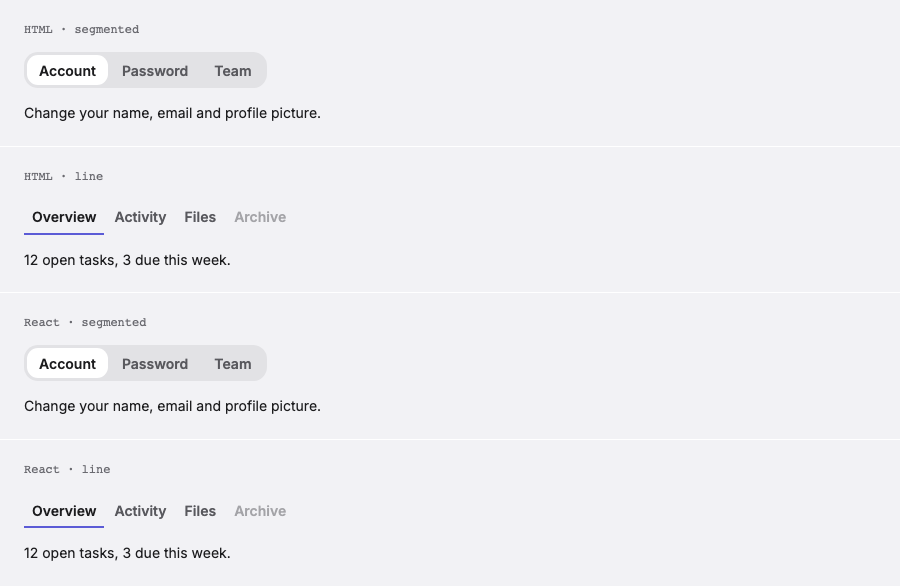 HTML · segmented
Account Password Team
Change your name, email and profile picture.
HTML · line
Overview Activity Files Archive
12 open tasks, 3 due this week.
React · segmented
Account Password Team
Change your name, email and profile picture.
React · line
Overview Activity Files Archive
12 open tasks, 3 due this week.